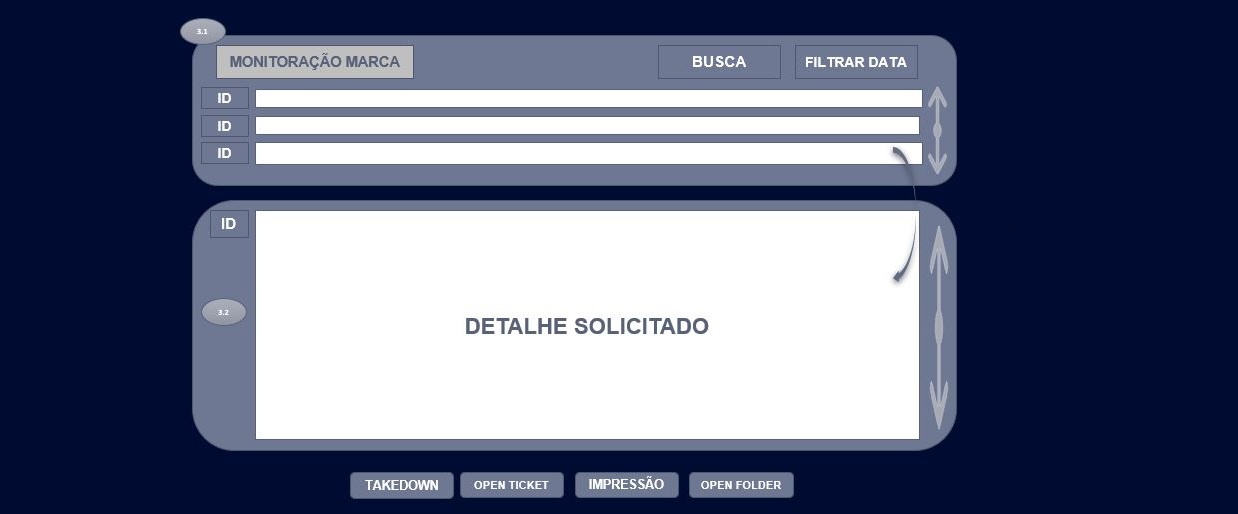 3.1
MONITORAÇÃO MARCA
BUSCA
FILTRAR DATA
ID
ID
ID
ID
3.2
DETALHE SOLICITADO
TAKEDOWN
OPEN TICKET
IMPRESSÃO
OPEN FOLDER